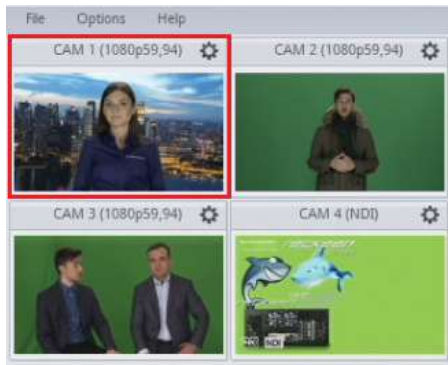 File Options Help
CAM 1 (1080p59,94)
CAM 2 (1080p59,94)
CAM 3 (1080p59,94)
CAM 4 (NDI)
NDI